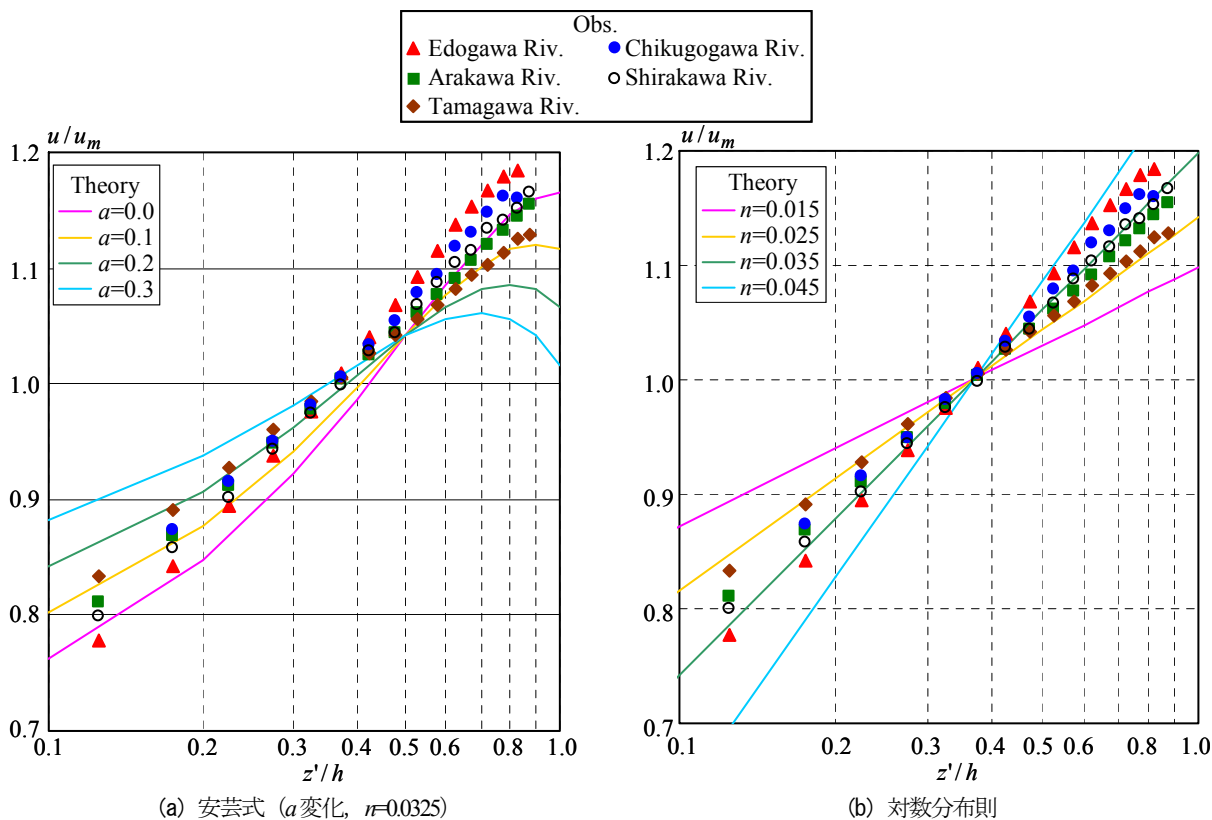 Obs.
Edogawa Riv. Chikugogawa Riv.
Arakawa Riv. Shirakawa Riv.
Tamagawa Riv.
u/u_m
1.2
1.1
1.0
0.9
0.8
0.7
Theory
a=0.0
a=0.1
a=0.2
a=0.3
0.1 0.2 0.3 0.4 0.5 0.6 0.8 1.0
z'/h
(a) 安芸式（a変化，n=0.0325）
u/u_m
1.2
1.1
1.0
0.9
0.8
0.7
Theory
n=0.015
n=0.025
n=0.035
n=0.045
0.1 0.2 0.3 0.4 0.5 0.6 0.8 1.0
z'/h
(b) 対数分布則